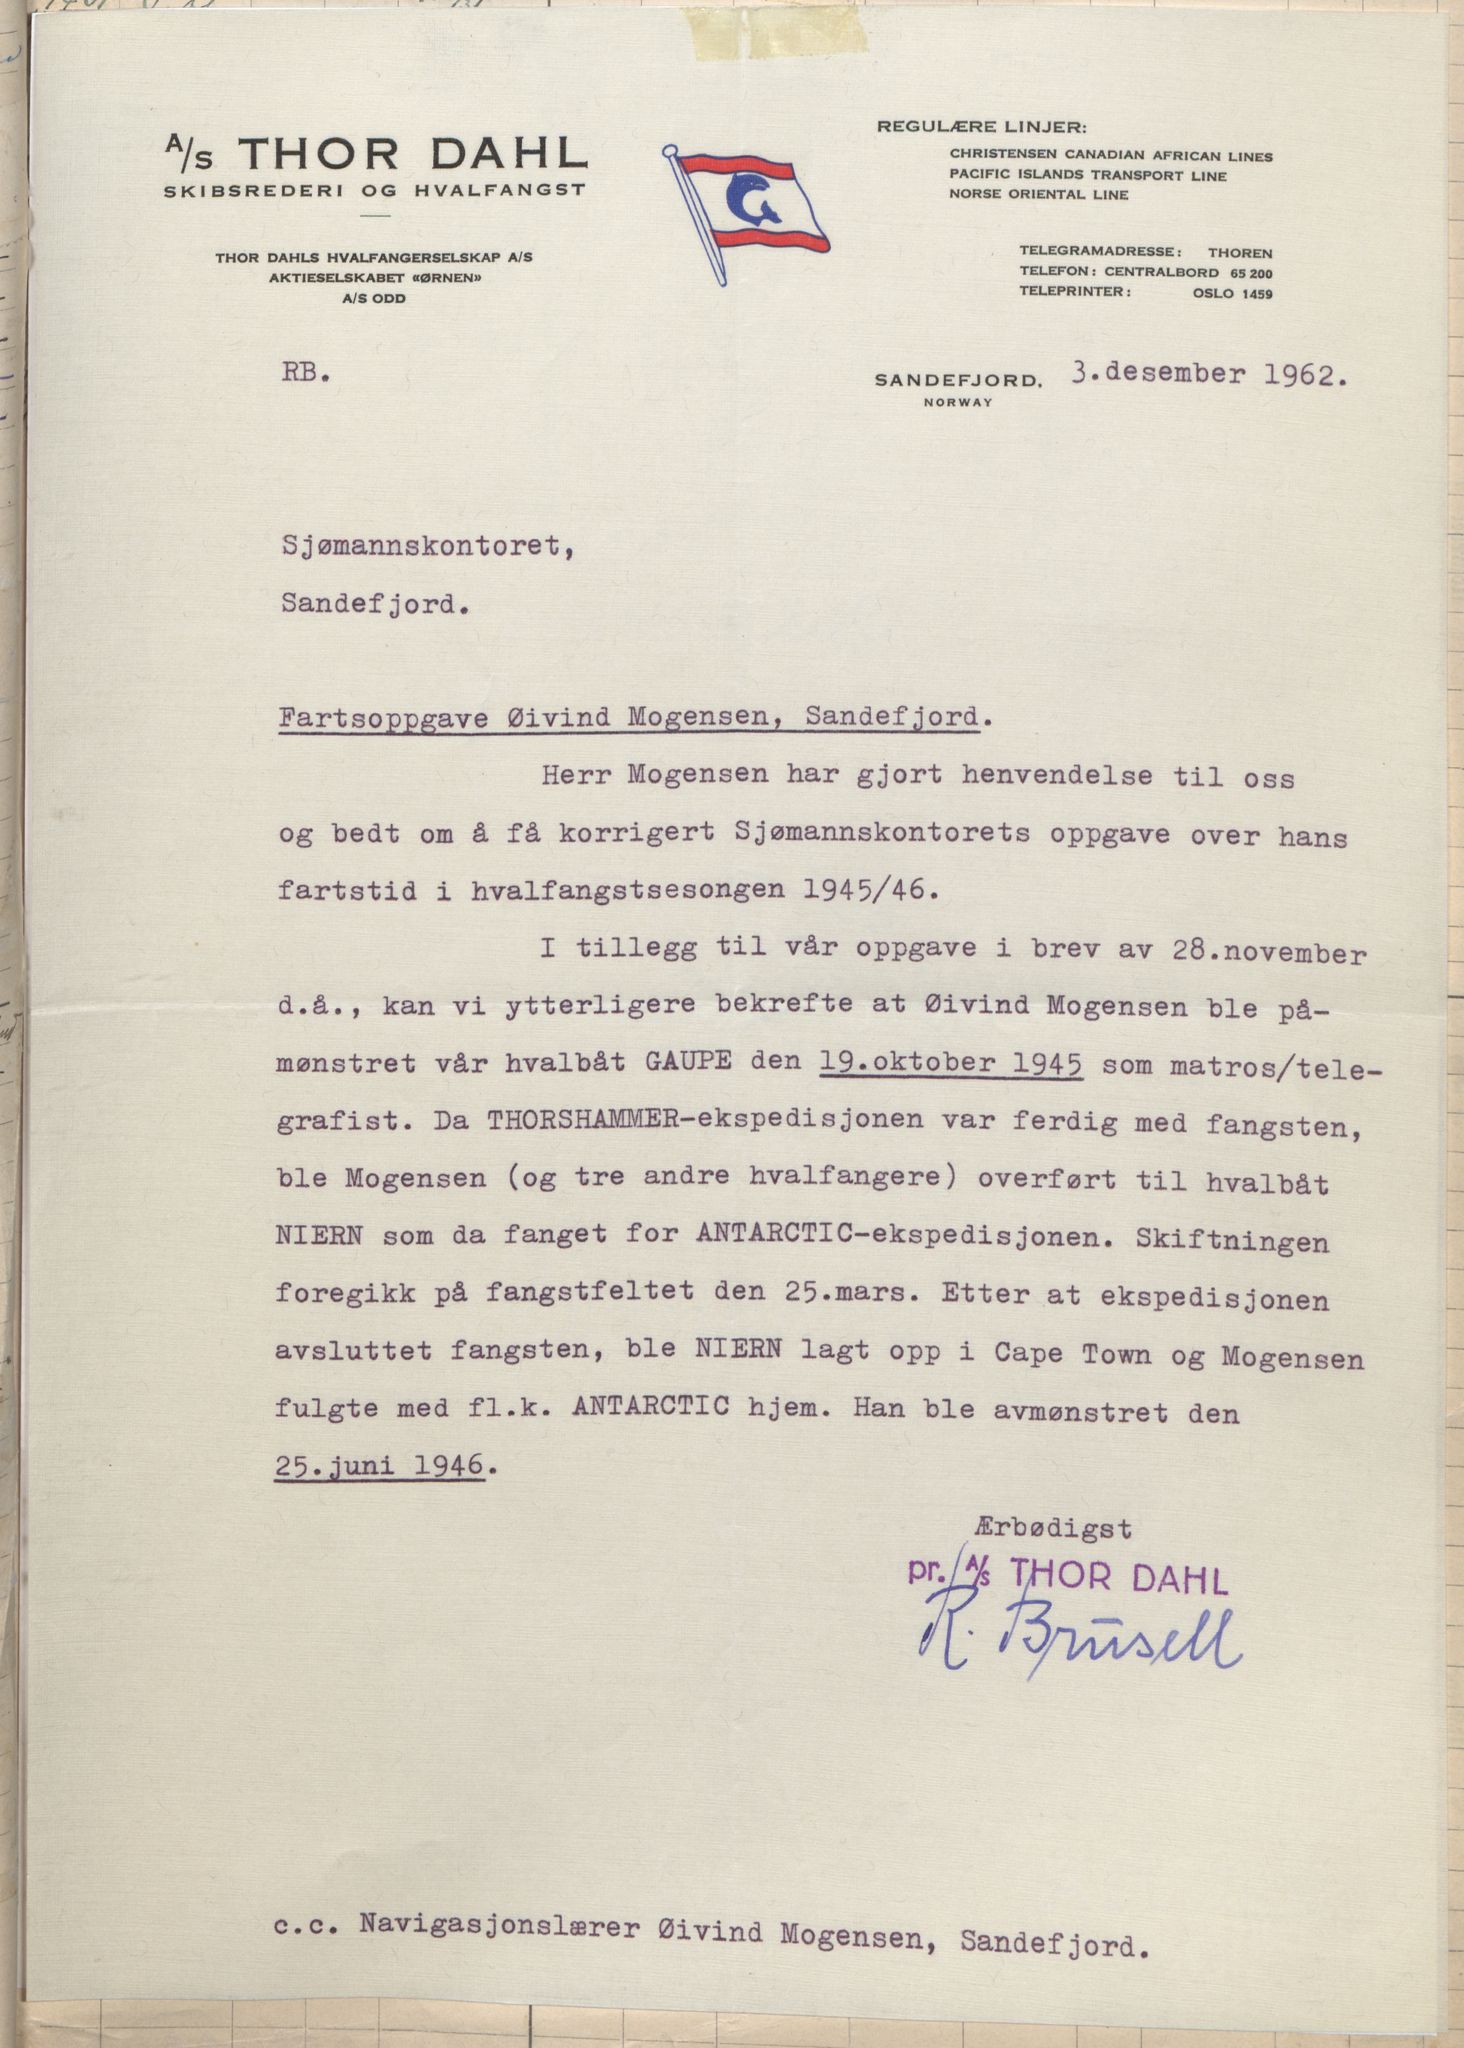 A/S THOR DAHL
SKIBSREDERI OG HVALFANGST
THOR DAHLS HVALFANGERSELSKAP A/S
AKTIESELSKABET «ØRNEN»
A/S ODD
REGULÆRE LINJER:
CHRISTENSEN CANADIAN AFRICAN LINES
PACIFIC ISLANDS TRANSPORT LINE
NORSE ORIENTAL LINE
TELEGRAMADRESSE: THOREN
TELEFON: CENTRALBORD 65 200
TELEPRINTER: OSLO 1459
RB.
SANDEFJORD, 3.desember 1962.
NORWAY
Sjømannskontoret,
Sandefjord.
Fartsoppgave Øivind Mogensen, Sandefjord.
Herr Mogensen har gjort henvendelse til oss
og bedt om å få korrigert Sjømannskontorets oppgave over hans
fartstid i hvalfangstsesongen 1945/46.
I tillegg til vår oppgave i brev av 28.november
d.å., kan vi ytterligere bekrefte at Øivind Mogensen ble på-
mønstret vår hvalbåt GAUPE den 19.oktober 1945 som matros/tele-
grafist. Da THORSHAMMER-ekspedisjonen var ferdig med fangsten,
ble Mogensen (og tre andre hvalfangere) overført til hvalbåt
NIERN som da fanget for ANTARCTIC-ekspedisjonen. Skiftningen
foregikk på fangstfeltet den 25.mars. Etter at ekspedisjonen
avsluttet fangsten, ble NIERN lagt opp i Cape Town og Mogensen
fulgte med fl.k. ANTARCTIC hjem. Han ble avmønstret den
25.juni 1946.
Ærbødigst
pr. A/S THOR DAHL
R. Brusell
c.c. Navigasjonslærer Øivind Mogensen, Sandefjord.